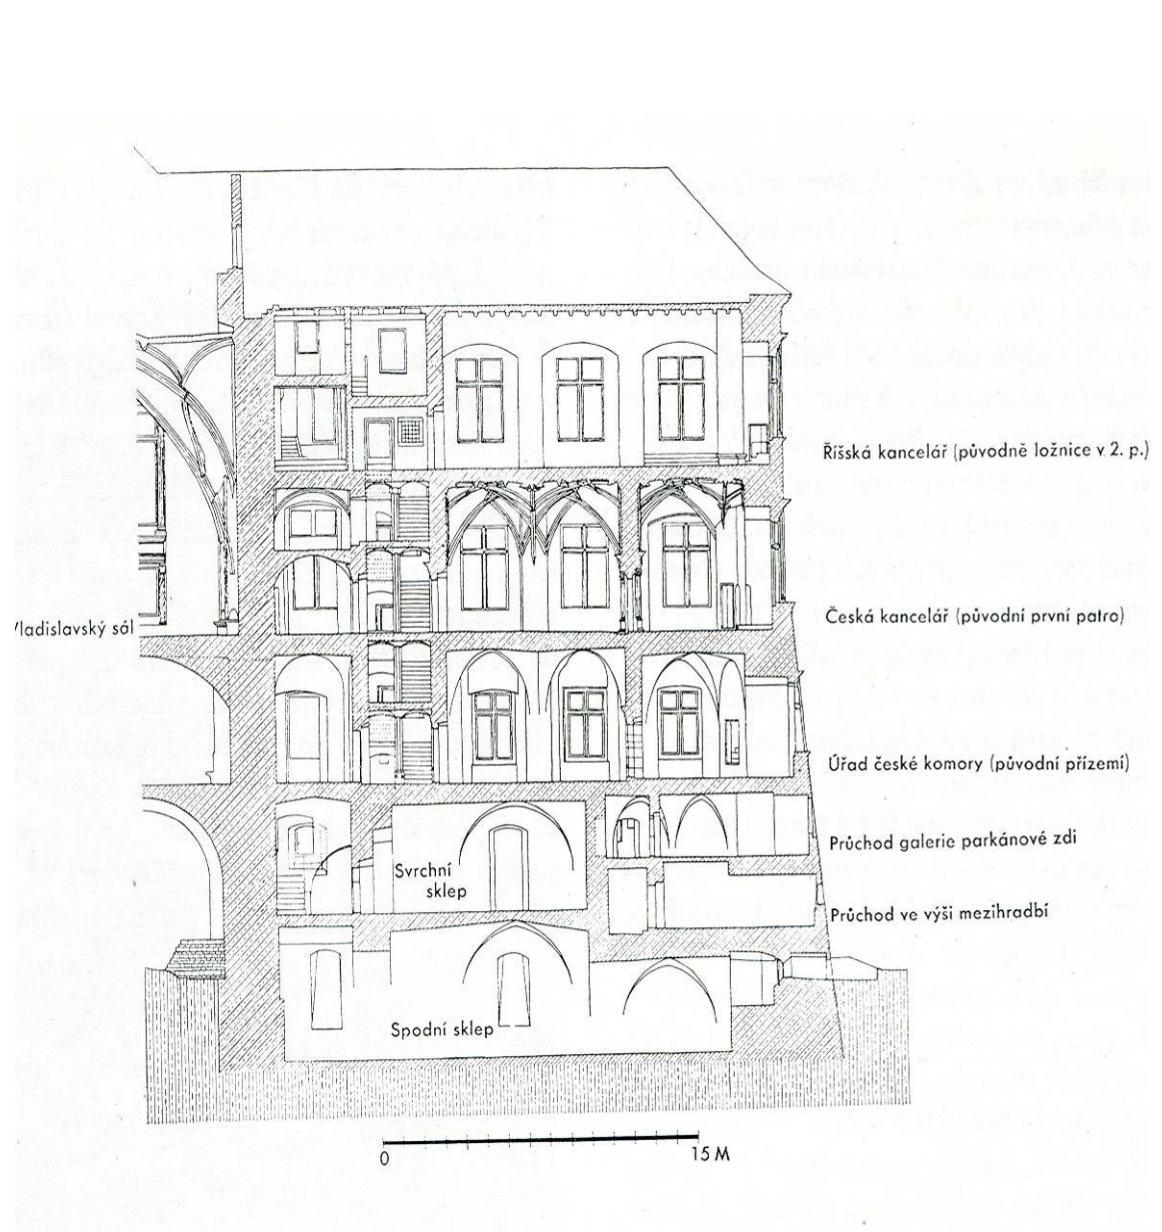 Říšská kancelář (původně ložnice v 2. p.)
Vladislavský sál
Česká kancelář (původní první patro)
Úřad české komory (původní přízemí)
Průchod galerie parkánové zdi
Svrchní
sklep
Průchod ve výši mezihradbí
Spodní sklep
0
15 M